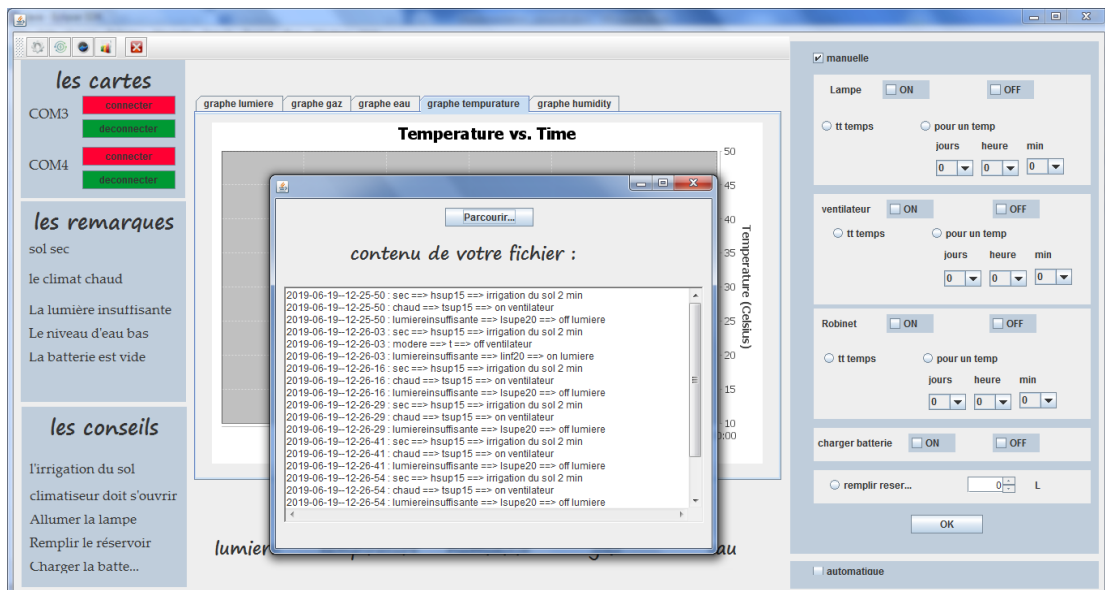 les cartes
COM3
connecter
deconnecter
COM4
connecter
deconnecter
les remarques
sol sec
le climat chaud
La lumière insuffisante
Le niveau d'eau bas
La batterie est vide
les conseils
l'irrigation du sol
climatiseur doit s'ouvrir
Allumer la lampe
Remplir le réservoir
Charger la batte...
graphe lumiere graphe gaz graphe eau graphe tempurature graphe humidity
Temperature vs. Time
50
45
40
35
30
25
20
15
10
Temperature (Celsius)
0:00
Parcourir...
contenu de votre fichier :
2019-06-19--12-25-50 : sec ==> hsup15 ==> irrigation du sol 2 min
2019-06-19--12-25-50 : chaud ==> tsup15 ==> on ventilateur
2019-06-19--12-25-50 : lumiereinsuffisante ==> lsupe20 ==> off lumiere
2019-06-19--12-26-03 : sec ==> hsup15 ==> irrigation du sol 2 min
2019-06-19--12-26-03 : modere ==> t ==> off ventilateur
2019-06-19--12-26-03 : lumiereinsuffisante ==> linf20 ==> on lumiere
2019-06-19--12-26-16 : sec ==> hsup15 ==> irrigation du sol 2 min
2019-06-19--12-26-16 : chaud ==> tsup15 ==> on ventilateur
2019-06-19--12-26-16 : lumiereinsuffisante ==> lsupe20 ==> off lumiere
2019-06-19--12-26-29 : sec ==> hsup15 ==> irrigation du sol 2 min
2019-06-19--12-26-29 : chaud ==> tsup15 ==> on ventilateur
2019-06-19--12-26-29 : lumiereinsuffisante ==> lsupe20 ==> off lumiere
2019-06-19--12-26-41 : sec ==> hsup15 ==> irrigation du sol 2 min
2019-06-19--12-26-41 : chaud ==> tsup15 ==> on ventilateur
2019-06-19--12-26-41 : lumiereinsuffisante ==> lsupe20 ==> off lumiere
2019-06-19--12-26-54 : sec ==> hsup15 ==> irrigation du sol 2 min
2019-06-19--12-26-54 : chaud ==> tsup15 ==> on ventilateur
2019-06-19--12-26-54 : lumiereinsuffisante ==> lsupe20 ==> off lumiere
manuelle
Lampe ON OFF
tt temps pour un temp
jours heure min
0 0 0
ventilateur ON OFF
tt temps pour un temp
jours heure min
0 0 0
Robinet ON OFF
tt temps pour un temp
jours heure min
0 0 0
charger batterie ON OFF
remplir reser... 0 L
OK
automatique